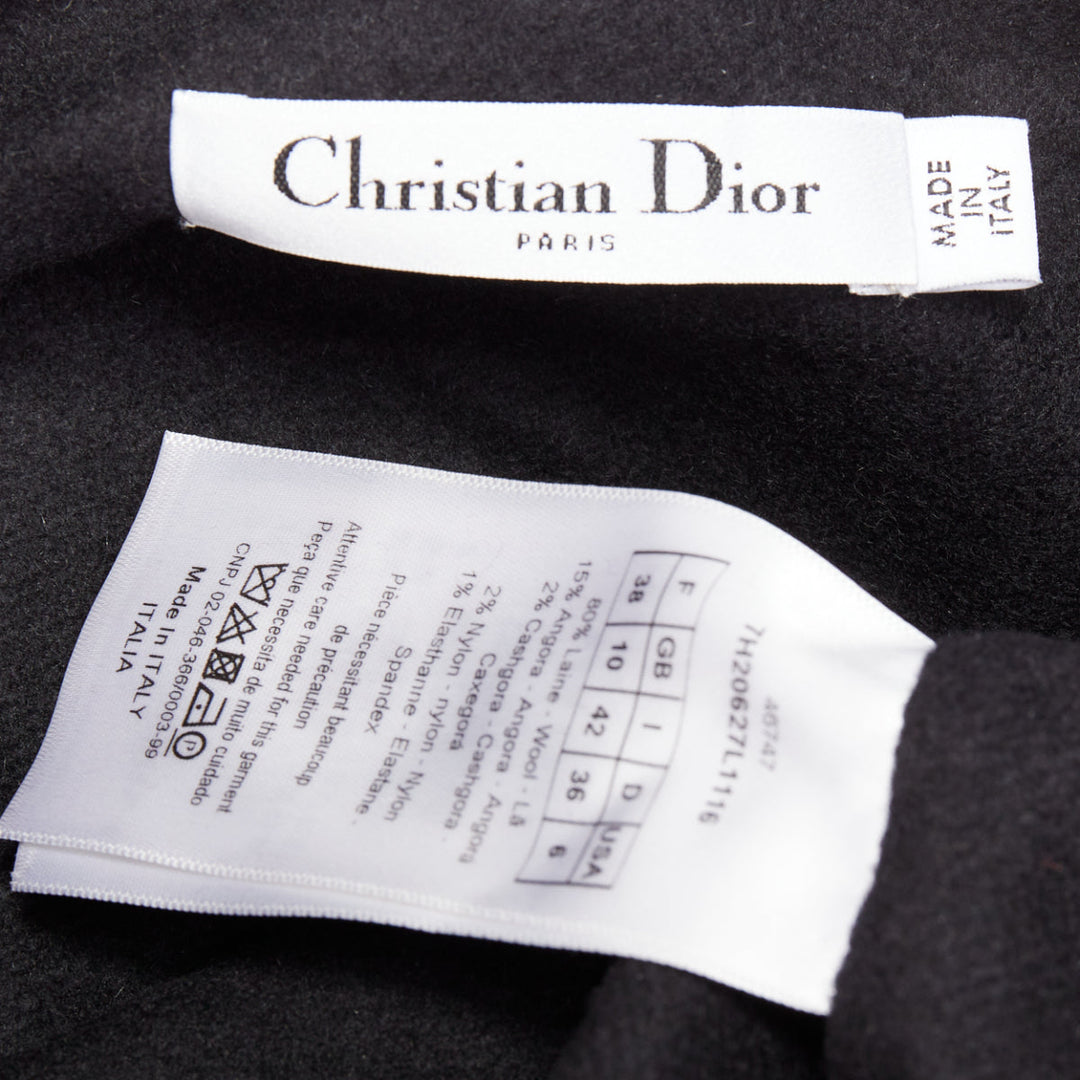 Christian Dior
PARIS
MADE
IN
ITALY
46747
7H20627L1116
F GB I D USA
38 10 42 36 6
80% Laine - Wool - Lã
15% Angora - Angora - Angora
2% Cashgora - Cashgora
Caxegora
2% Nylon - nylon - Nylon
1% Elasthanne - Elastane
Spandex
Pièce nécessitant beaucoup
de précaution
Attentive care needed for this garment
Peça que necessita de muito cuidado
CNPJ 02-046-366/0003-99
Made in ITALY
ITALIA